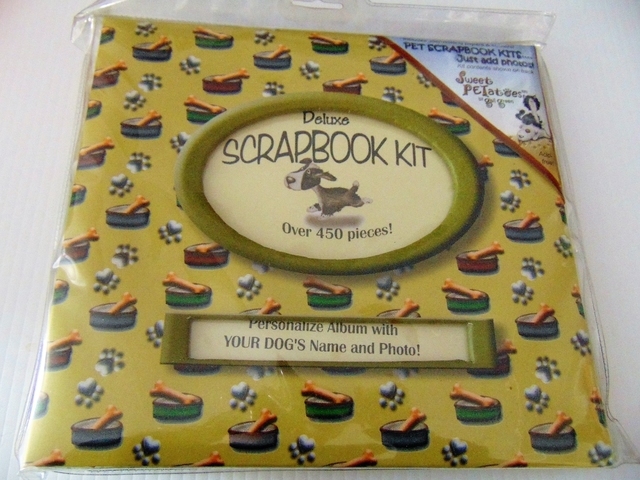 Deluxe
SCRAPBOOK KIT
Over 450 pieces!
Personalize Album with
YOUR DOG'S Name and Photo!
PET SCRAPBOOK KITS...
Just add photos!
Sweet
PETatoes